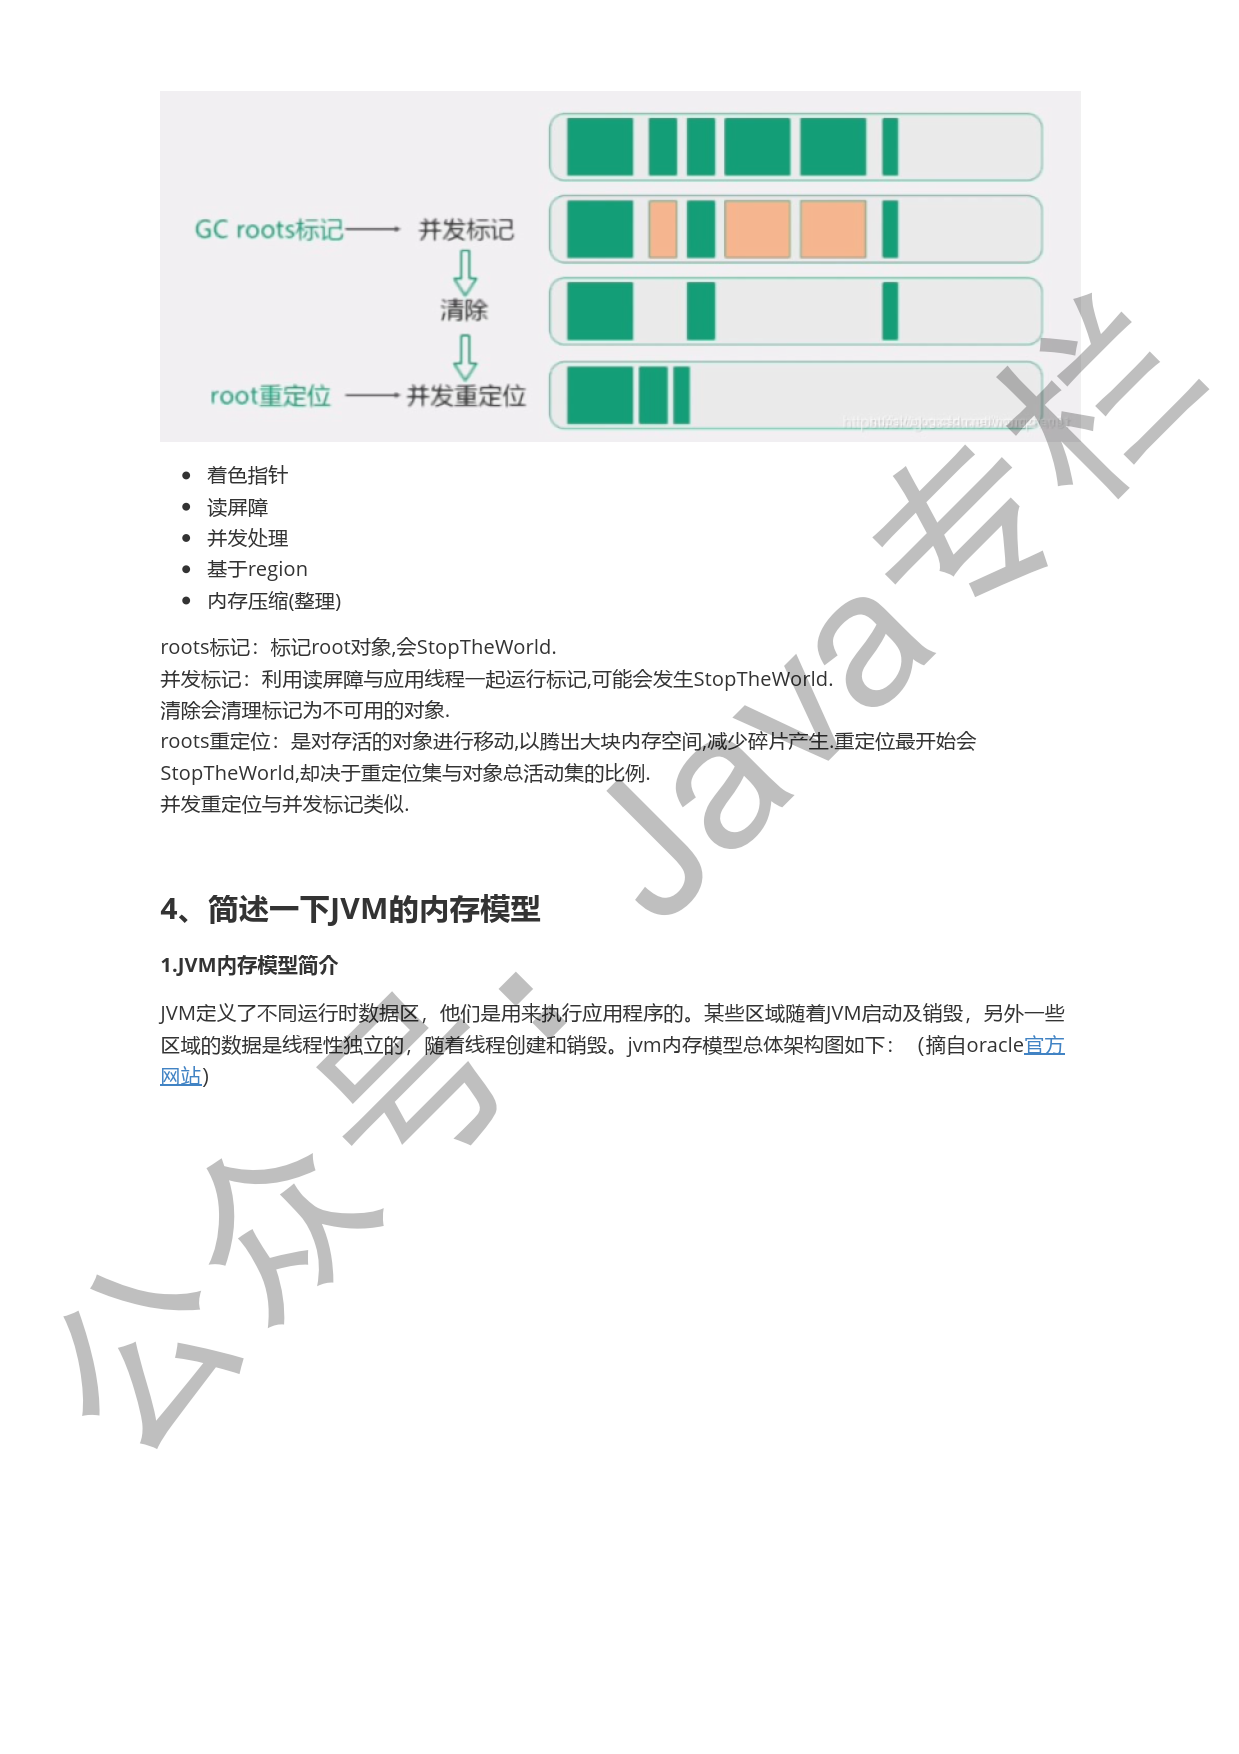 GC roots标记 并发标记
清除
root重定位 并发重定位
着色指针
读屏障
并发处理
基于region
内存压缩(整理)
roots标记：标记root对象,会StopTheWorld.
并发标记：利用读屏障与应用线程一起运行标记,可能会发生StopTheWorld.
清除会清理标记为不可用的对象.
roots重定位：是对存活的对象进行移动,以腾出大块内存空间,减少碎片产生.重定位最开始会
StopTheWorld,却决于重定位集与对象总活动集的比例.
并发重定位与并发标记类似.
4、简述一下JVM的内存模型
1.JVM内存模型简介
JVM定义了不同运行时数据区，他们是用来执行应用程序的。某些区域随着JVM启动及销毁，另外一些
区域的数据是线程性独立的，随着线程创建和销毁。jvm内存模型总体架构图如下：（摘自oracle官方
网站)
公众号：Java专栏